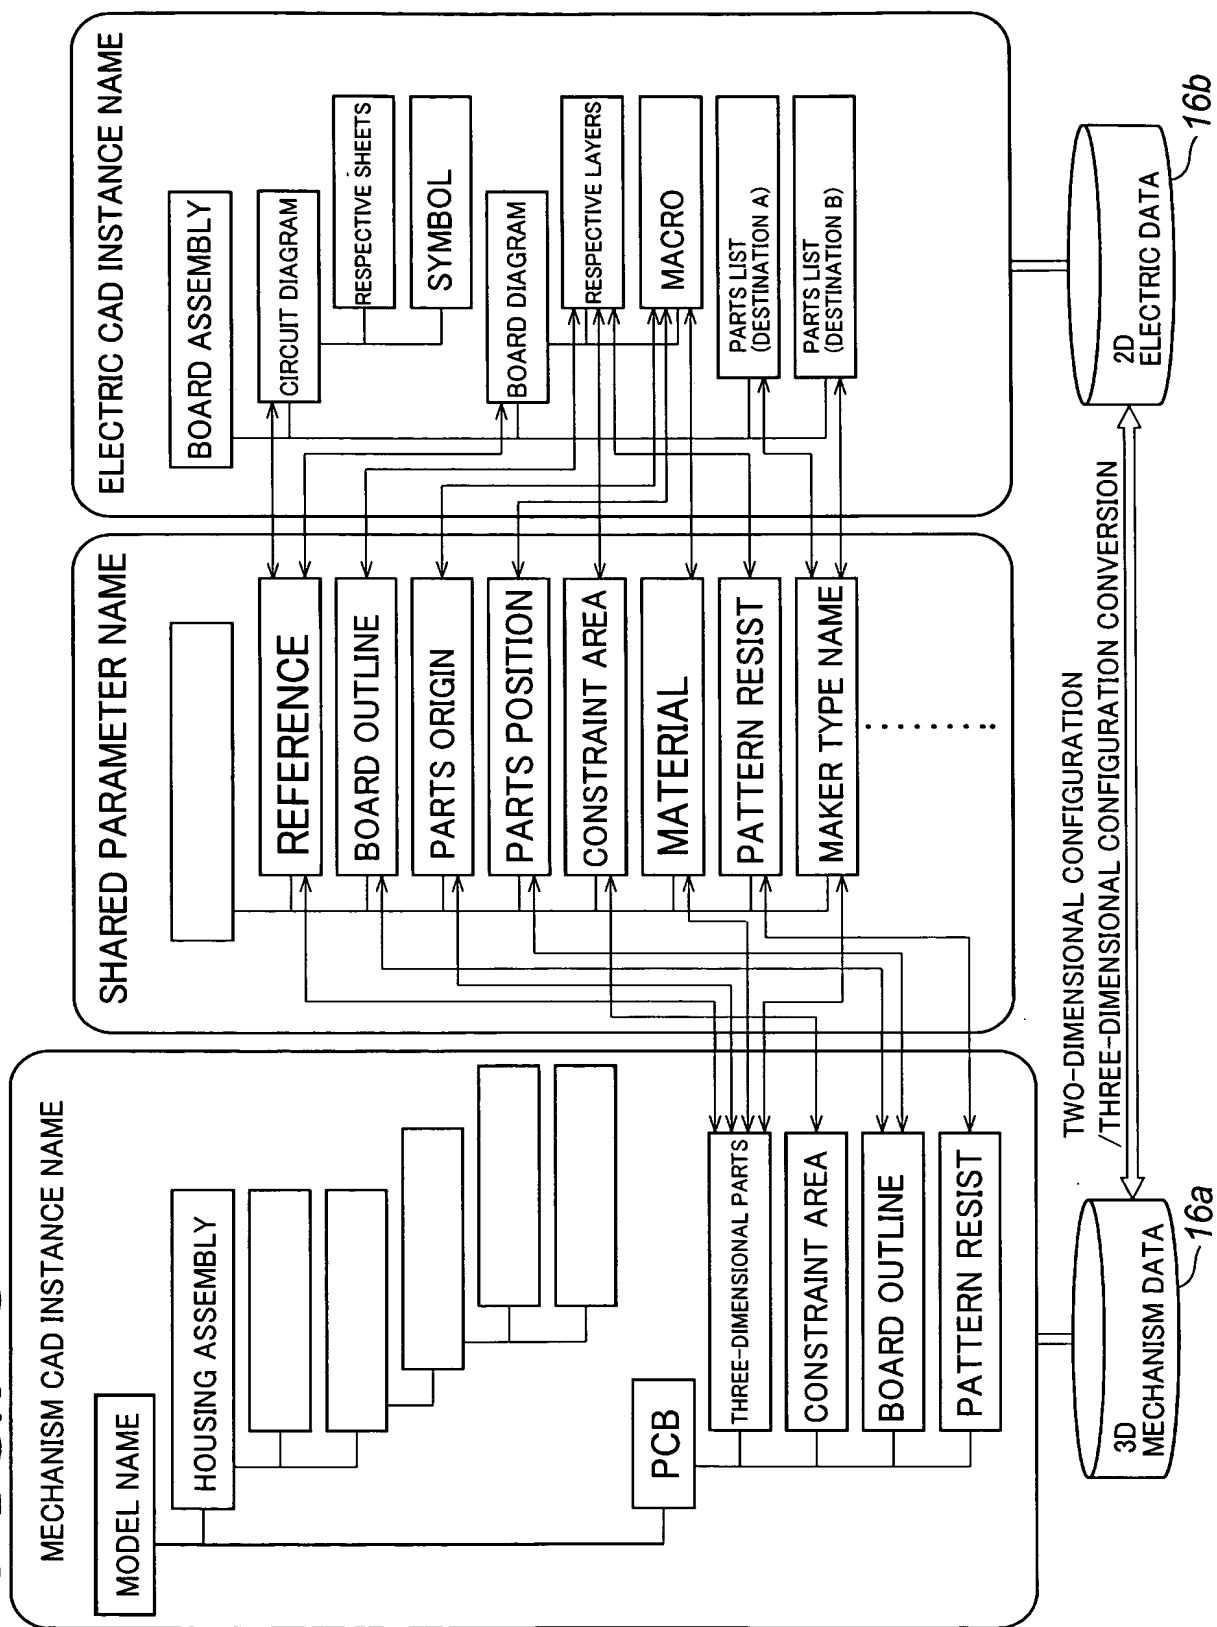 MECHANISM CAD INSTANCE NAME
MODEL NAME
HOUSING ASSEMBLY
PCB
THREE-DIMENSIONAL PARTS
CONSTRAINT AREA
BOARD OUTLINE
PATTERN RESIST
3D
MECHANISM DATA
16a
SHARED PARAMETER NAME
REFERENCE
BOARD OUTLINE
PARTS ORIGIN
PARTS POSITION
CONSTRAINT AREA
MATERIAL
PATTERN RESIST
MAKER TYPE NAME
TWO-DIMENSIONAL CONFIGURATION
/THREE-DIMENSIONAL CONFIGURATION CONVERSION
ELECTRIC CAD INSTANCE NAME
BOARD ASSEMBLY
CIRCUIT DIAGRAM
RESPECTIVE SHEETS
SYMBOL
BOARD DIAGRAM
RESPECTIVE LAYERS
MACRO
PARTS LIST
(DESTINATION A)
PARTS LIST
(DESTINATION B)
2D
ELECTRIC DATA
16b